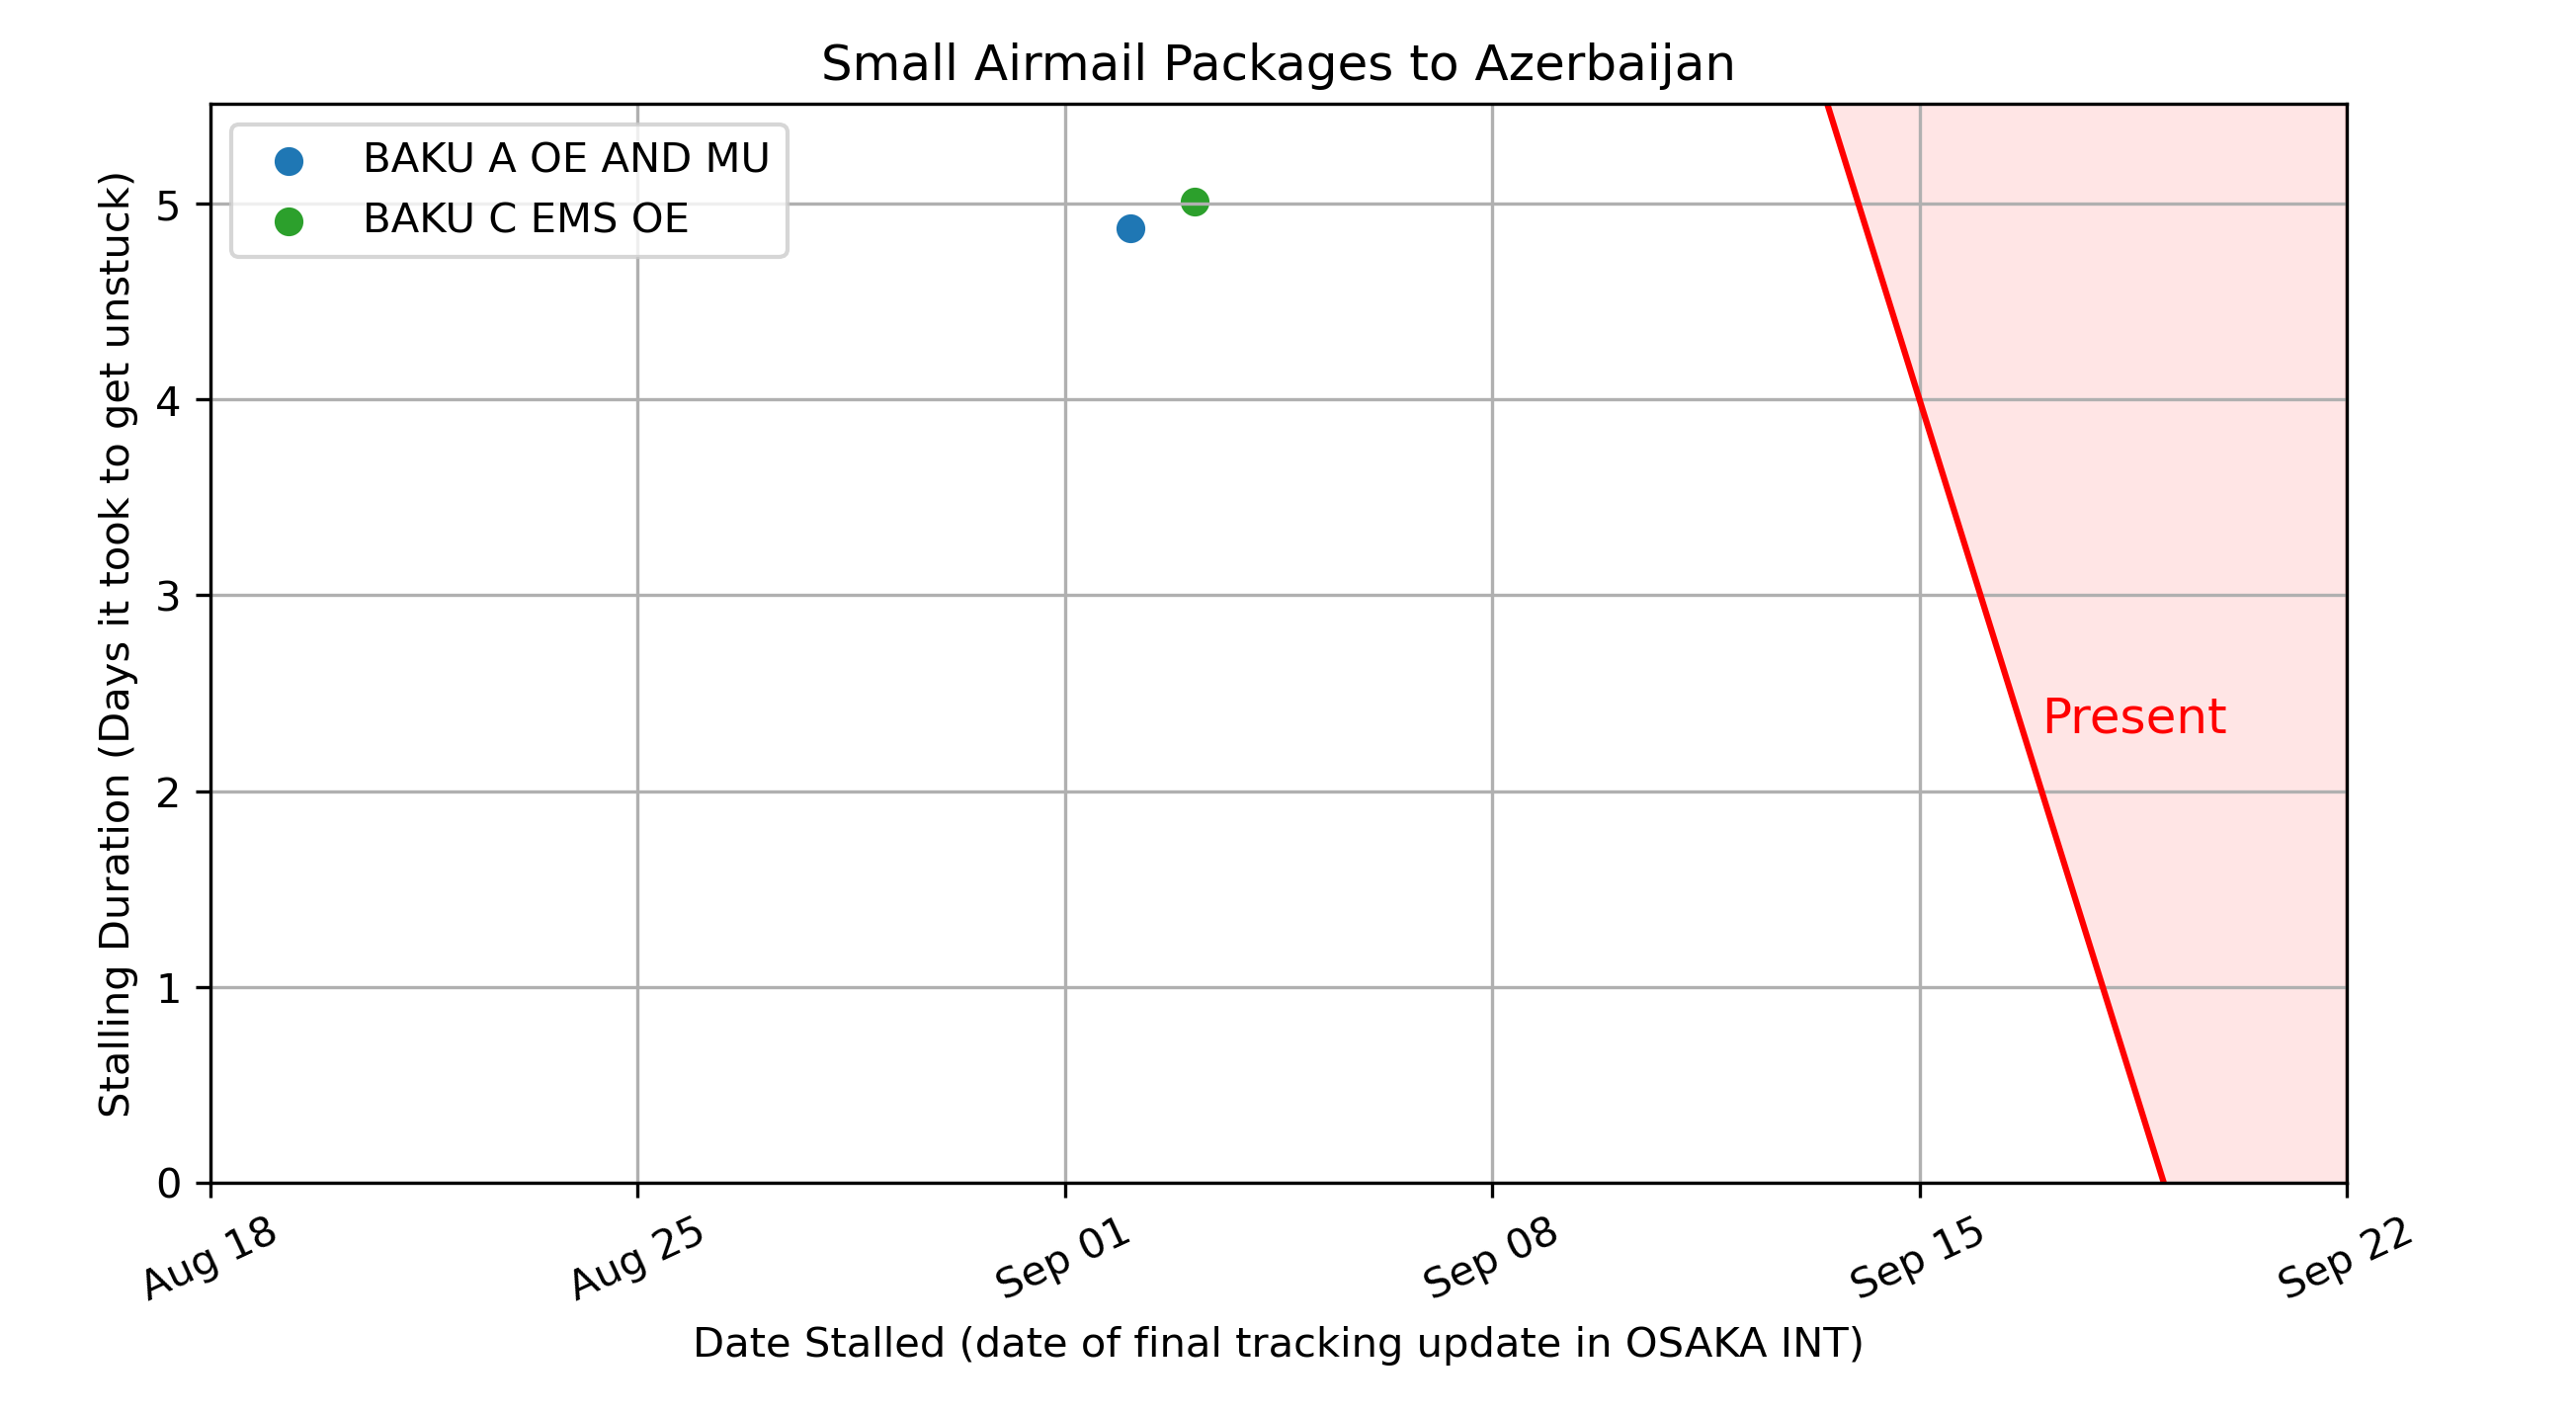 Small Airmail Packages to Azerbaijan
BAKU A OE AND MU
BAKU C EMS OE
Stalling Duration (Days it took to get unstuck)
5
4
3
2
1
0
Present
Aug 18
Aug 25
Sep 01
Sep 08
Sep 15
Sep 22
Date Stalled (date of final tracking update in OSAKA INT)